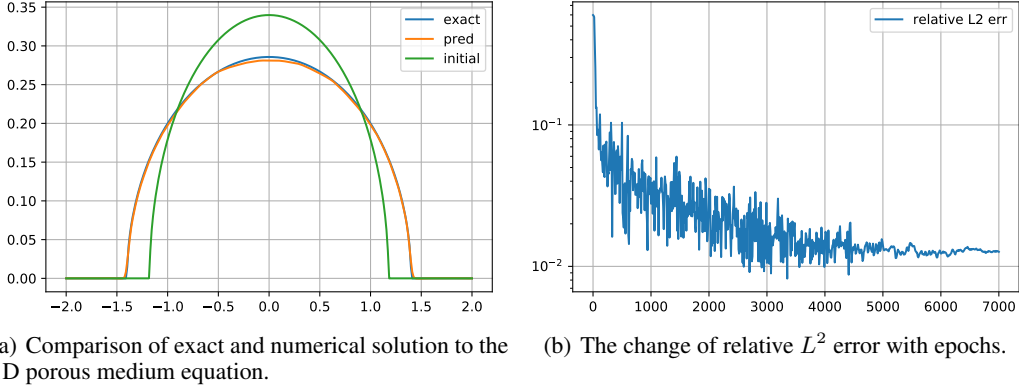 0.35
0.30
0.25
0.20
0.15
0.10
0.05
0.00
−2.0 −1.5 −1.0 −0.5 0.0 0.5 1.0 1.5 2.0
exact
pred
initial
10⁻¹
10⁻²
0 1000 2000 3000 4000 5000 6000 7000
relative L2 err
a) Comparison of exact and numerical solution to the
D porous medium equation.
(b) The change of relative L² error with epochs.